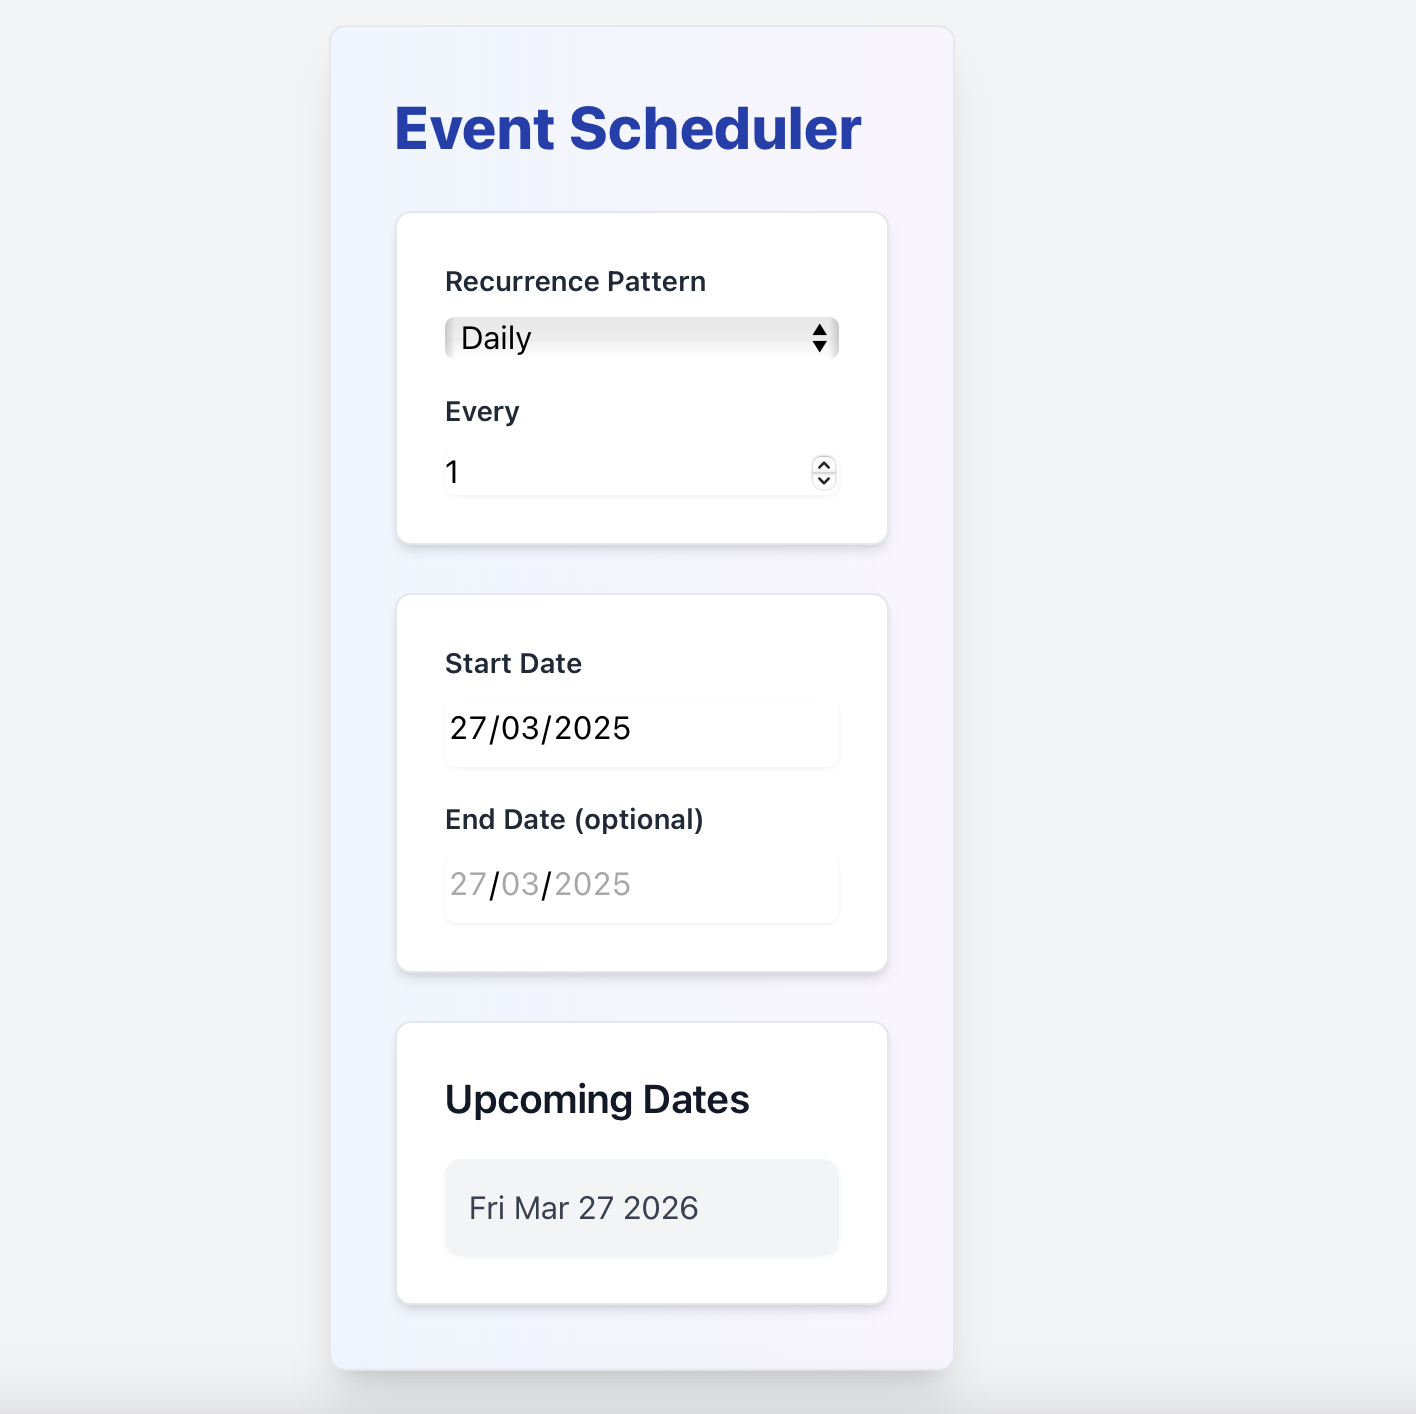 Event Scheduler
Recurrence Pattern
Daily
Every
1
Start Date
27/03/2025
End Date (optional)
27/03/2025
Upcoming Dates
Fri Mar 27 2026